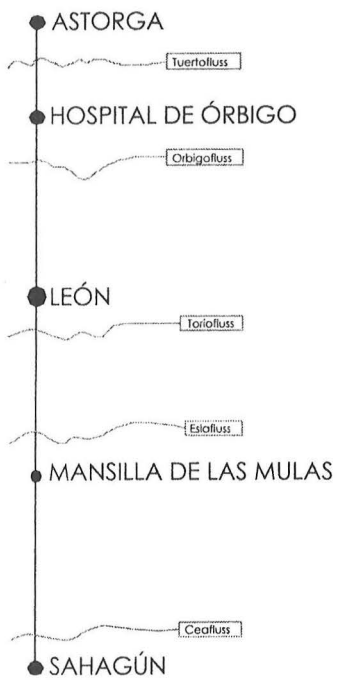 ASTORGA
Tuertofluss
HOSPITAL DE ÓRBIGO
Orbigofluss
LEÓN
Toriofluss
Eslafluss
MANSILLA DE LAS MULAS
Ceafluss
SAHAGÚN